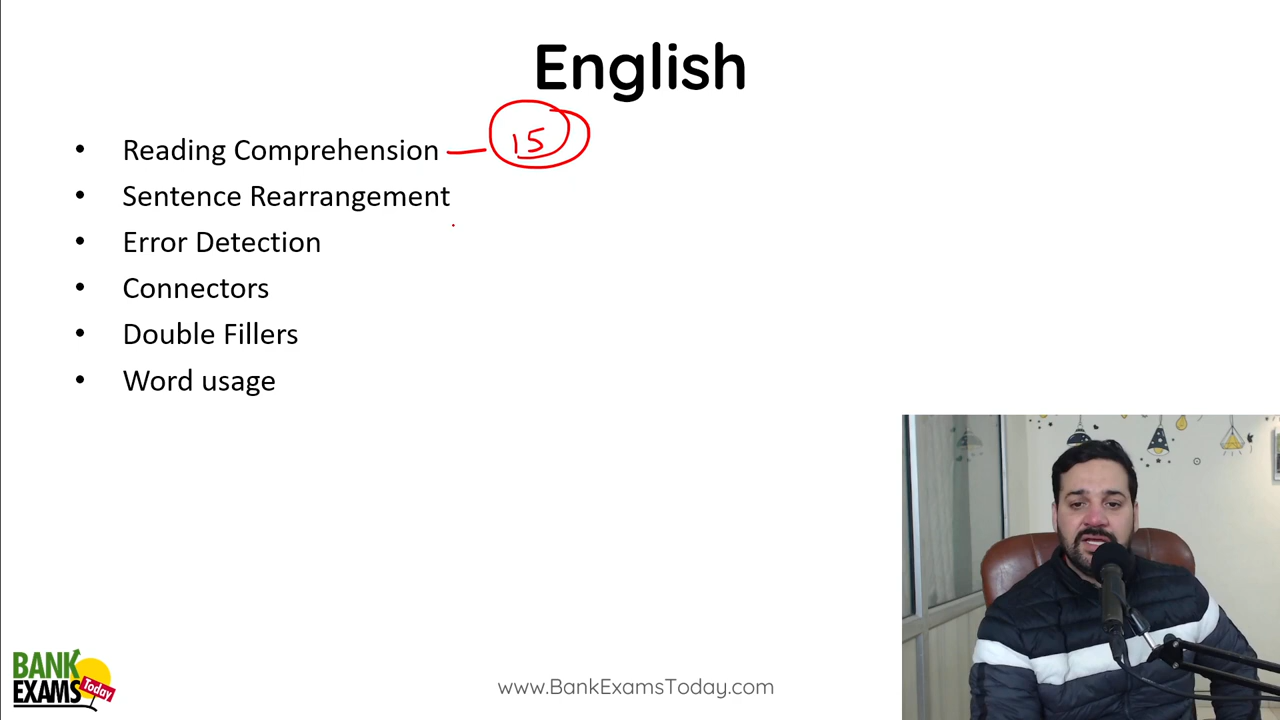 English
• Reading Comprehension — 15
• Sentence Rearrangement
• Error Detection
• Connectors
• Double Fillers
• Word usage
BANK
EXAMS Today
www.BankExamsToday.com